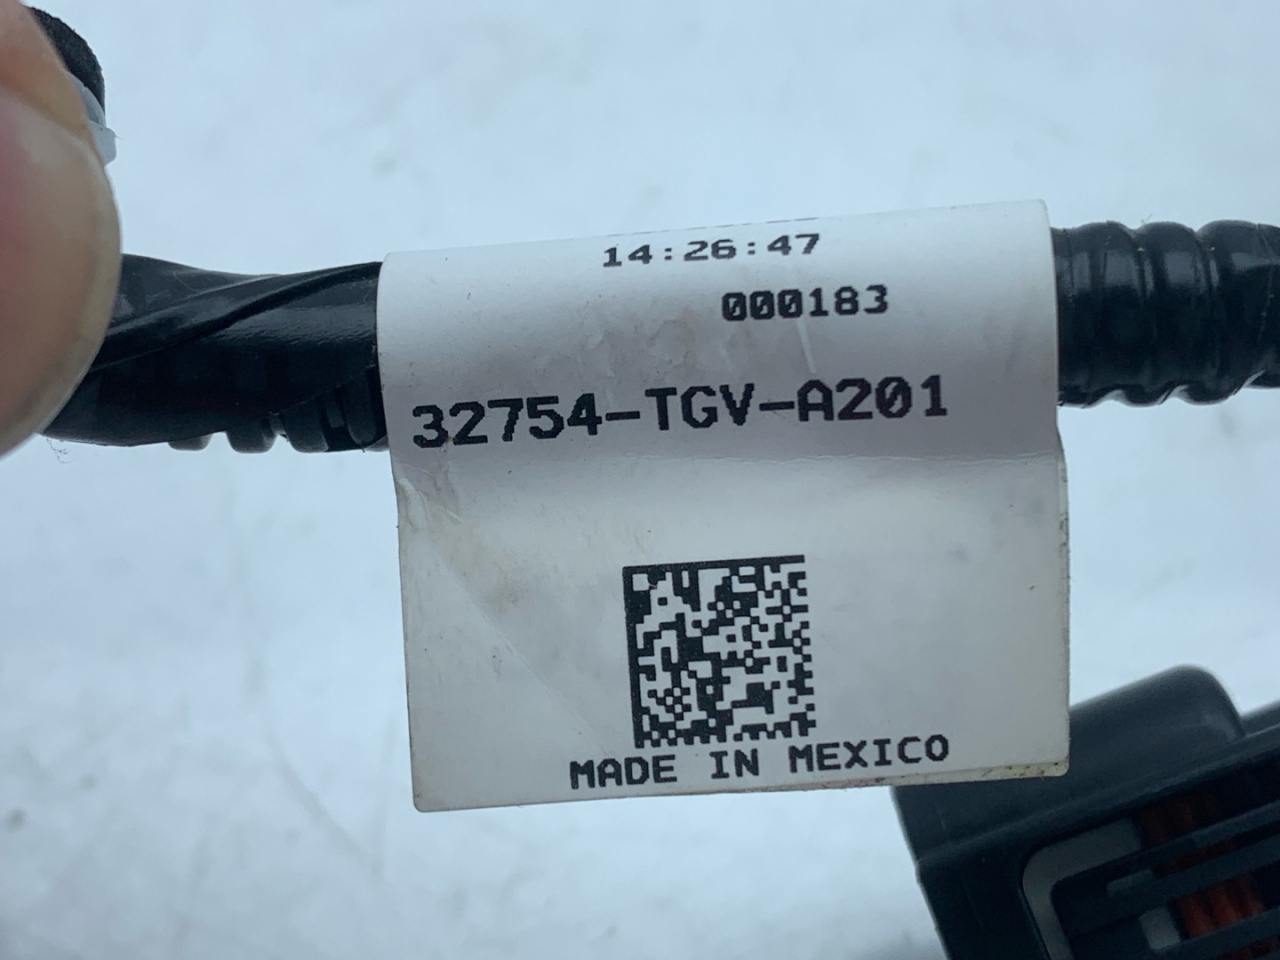 14:26:47
000183
32754-TGV-A201
MADE IN MEXICO